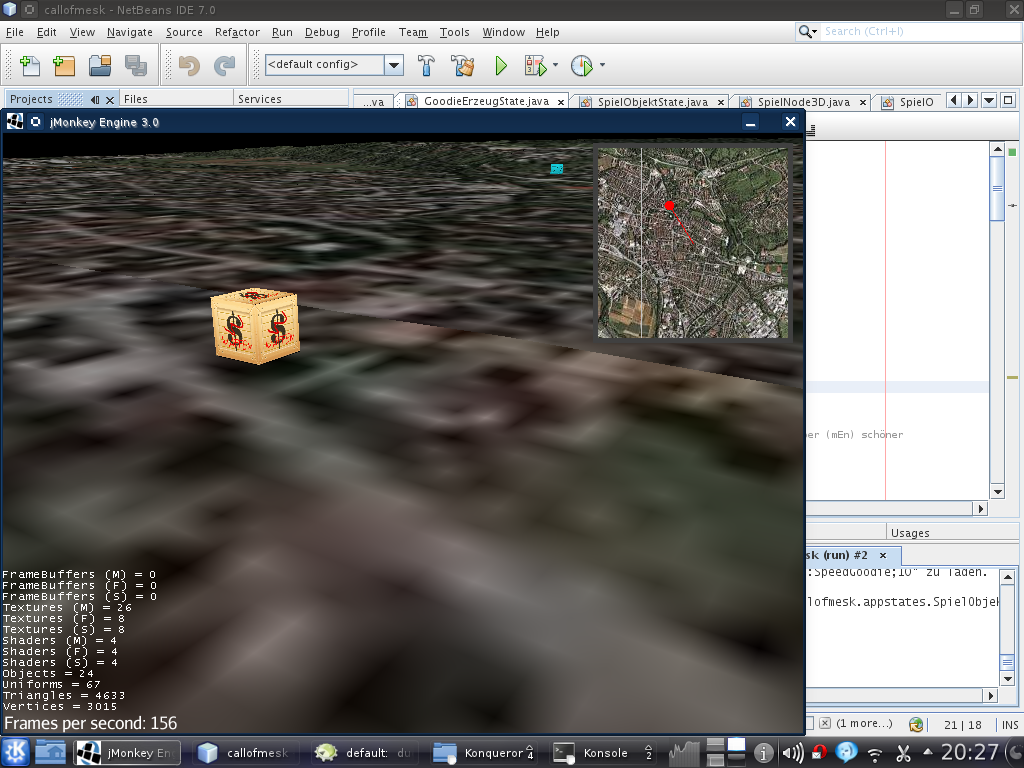 callofmesk - NetBeans IDE 7.0
File Edit View Navigate Source Refactor Run Debug Profile Team Tools Window Help
Search (Ctrl+I)
<default config>
Projects Files Services
...va GoodieErzeugState.java SpielObjektState.java SpielNode3D.java SpielO
jMonkey Engine 3.0
$ $
(mEn) schöner
Usages
sk (run) #2
:SpeedGoodie;IO" zu laden.
lofmesk.appstates.SpielObjek
FrameBuffers (M) = 0
FrameBuffers (F) = 0
FrameBuffers (S) = 0
Textures (M) = 26
Textures (F) = 8
Textures (S) = 8
Shaders (M) = 4
Shaders (F) = 4
Shaders (S) = 4
Objects = 24
Uniforms = 67
Triangles = 4633
Vertices = 3015
Frames per second: 156
(1 more...) 21 | 18 INS
jMonkey En callofmesk default: du Konqueror 4 Konsole 2 20:27